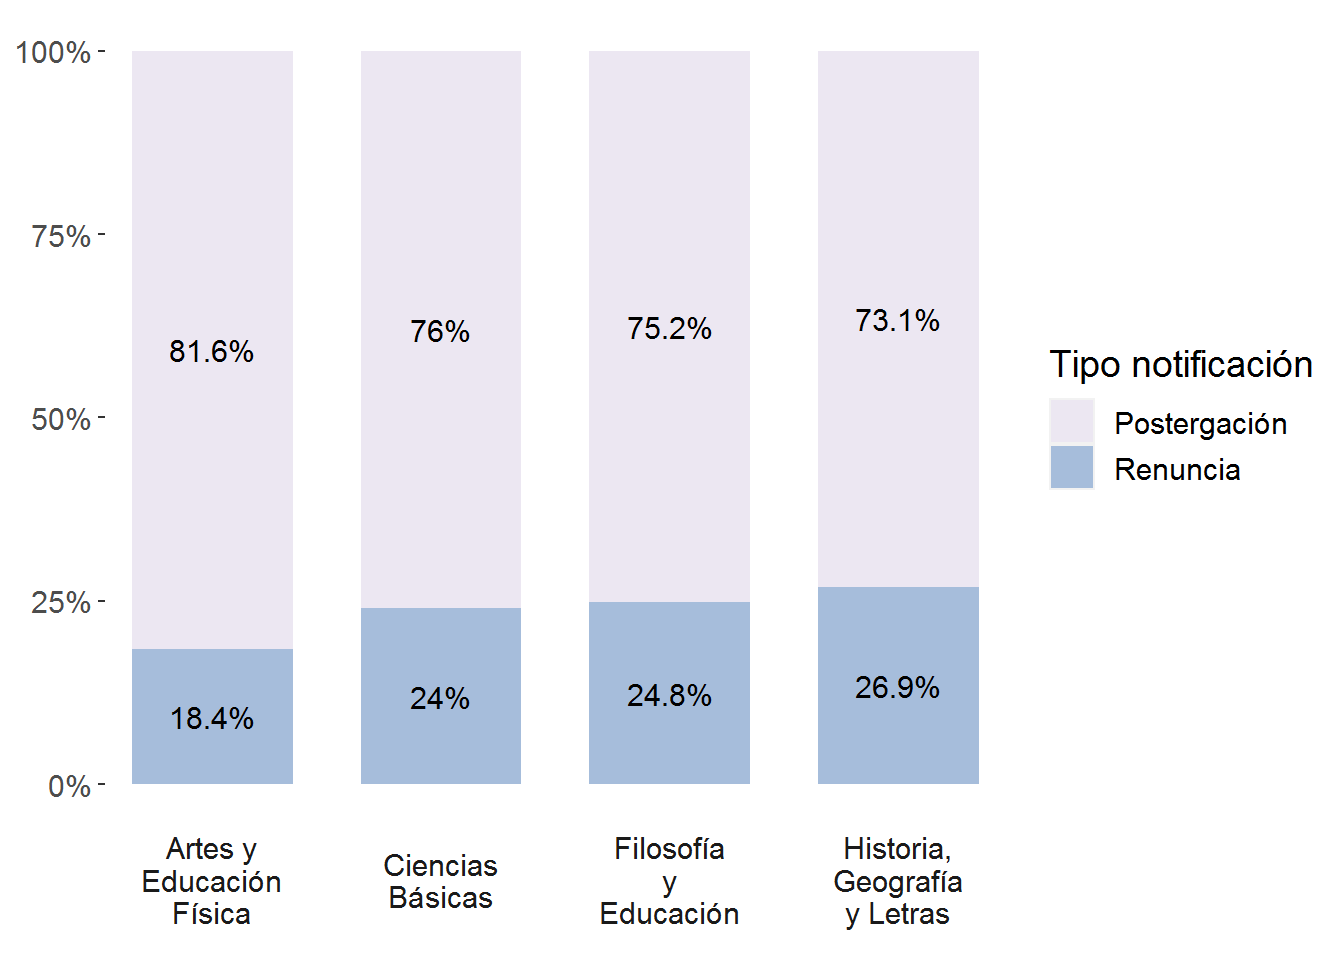 100%
75%
50%
25%
0%
81.6%
76%
75.2%
73.1%
18.4%
24%
24.8%
26.9%
Artes y
Educación
Física
Ciencias
Básicas
Filosofía
y
Educación
Historia,
Geografía
y Letras
Tipo notificación
Postergación
Renuncia